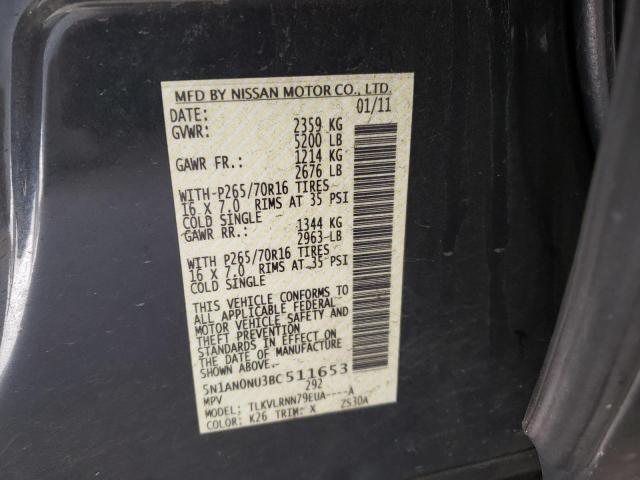 MFD BY NISSAN MOTOR CO., LTD.
DATE: 01/11
GVWR: 2359 KG
5200 LB
GAWR FR.: 1214 KG
2676 LB
WITH P265/70R16 TIRES
16 X 7.0 RIMS AT 35 PSI
COLD SINGLE
GAWR RR.: 1344 KG
2963 LB
WITH P265/70R16 TIRES
16 X 7.0 RIMS AT 35 PSI
COLD SINGLE
THIS VEHICLE CONFORMS TO
ALL APPLICABLE FEDERAL
MOTOR VEHICLE SAFETY AND
THEFT PREVENTION
STANDARDS IN EFFECT ON
THE DATE OF MANUFACTURE
SHOWN ABOVE.
5N1AN0NU3BC511653
MPV 292
MODEL: TLKVLRNN79EUA----A
COLOR: K26 TRIM: X ZS30A